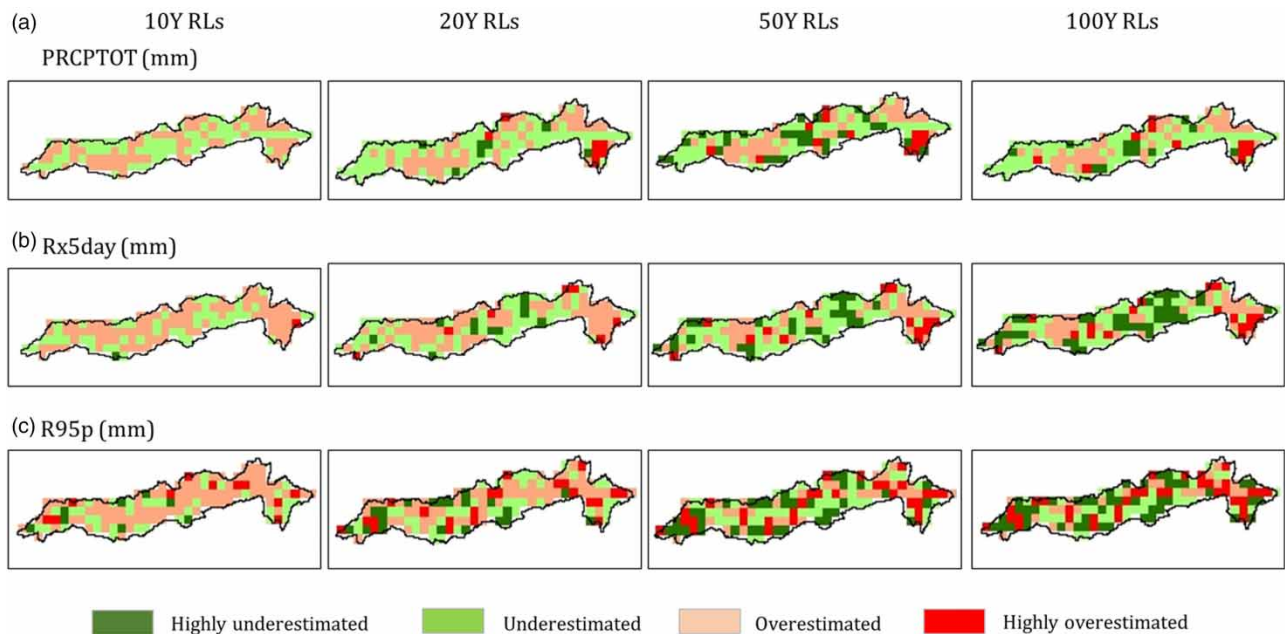 (a)
10Y RLs 20Y RLs 50Y RLs 100Y RLs
PRCPTOT (mm)
(b) Rx5day (mm)
(c) R95p (mm)
Highly underestimated Underestimated Overestimated Highly overestimated